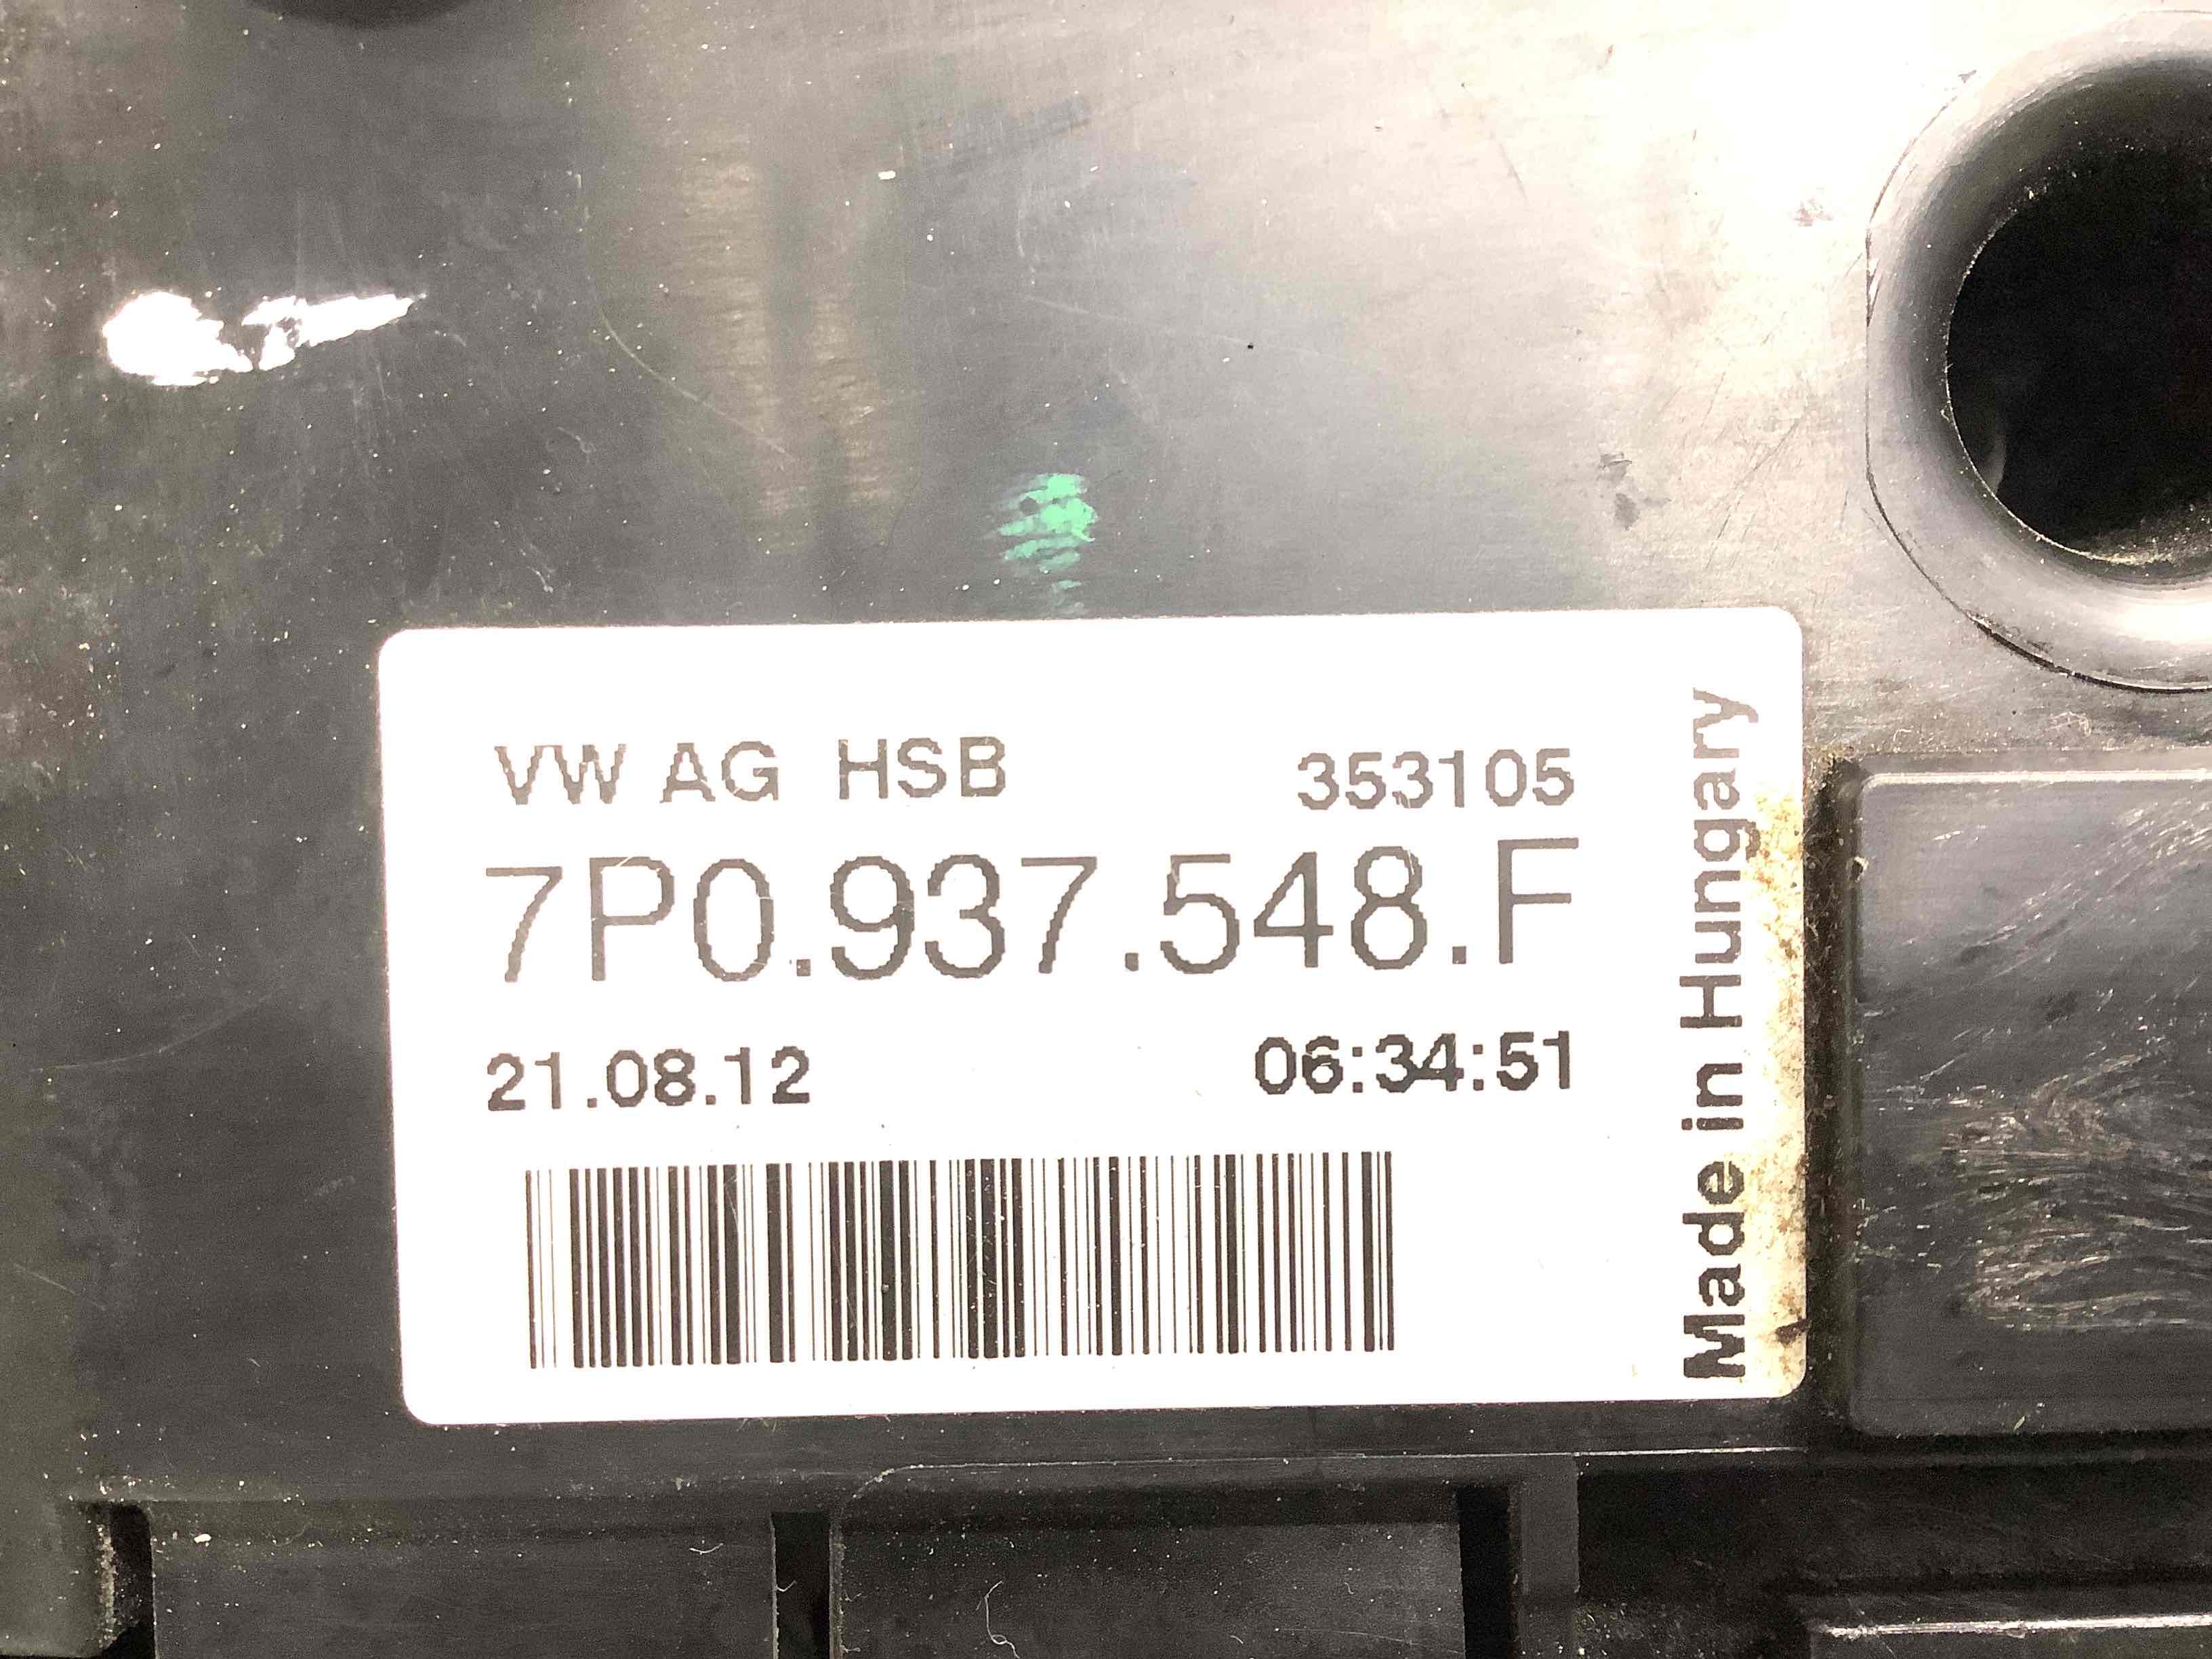 VW AG HSB 353105
7P0.937.548.F
21.08.12 06:34:51
Made in Hungary